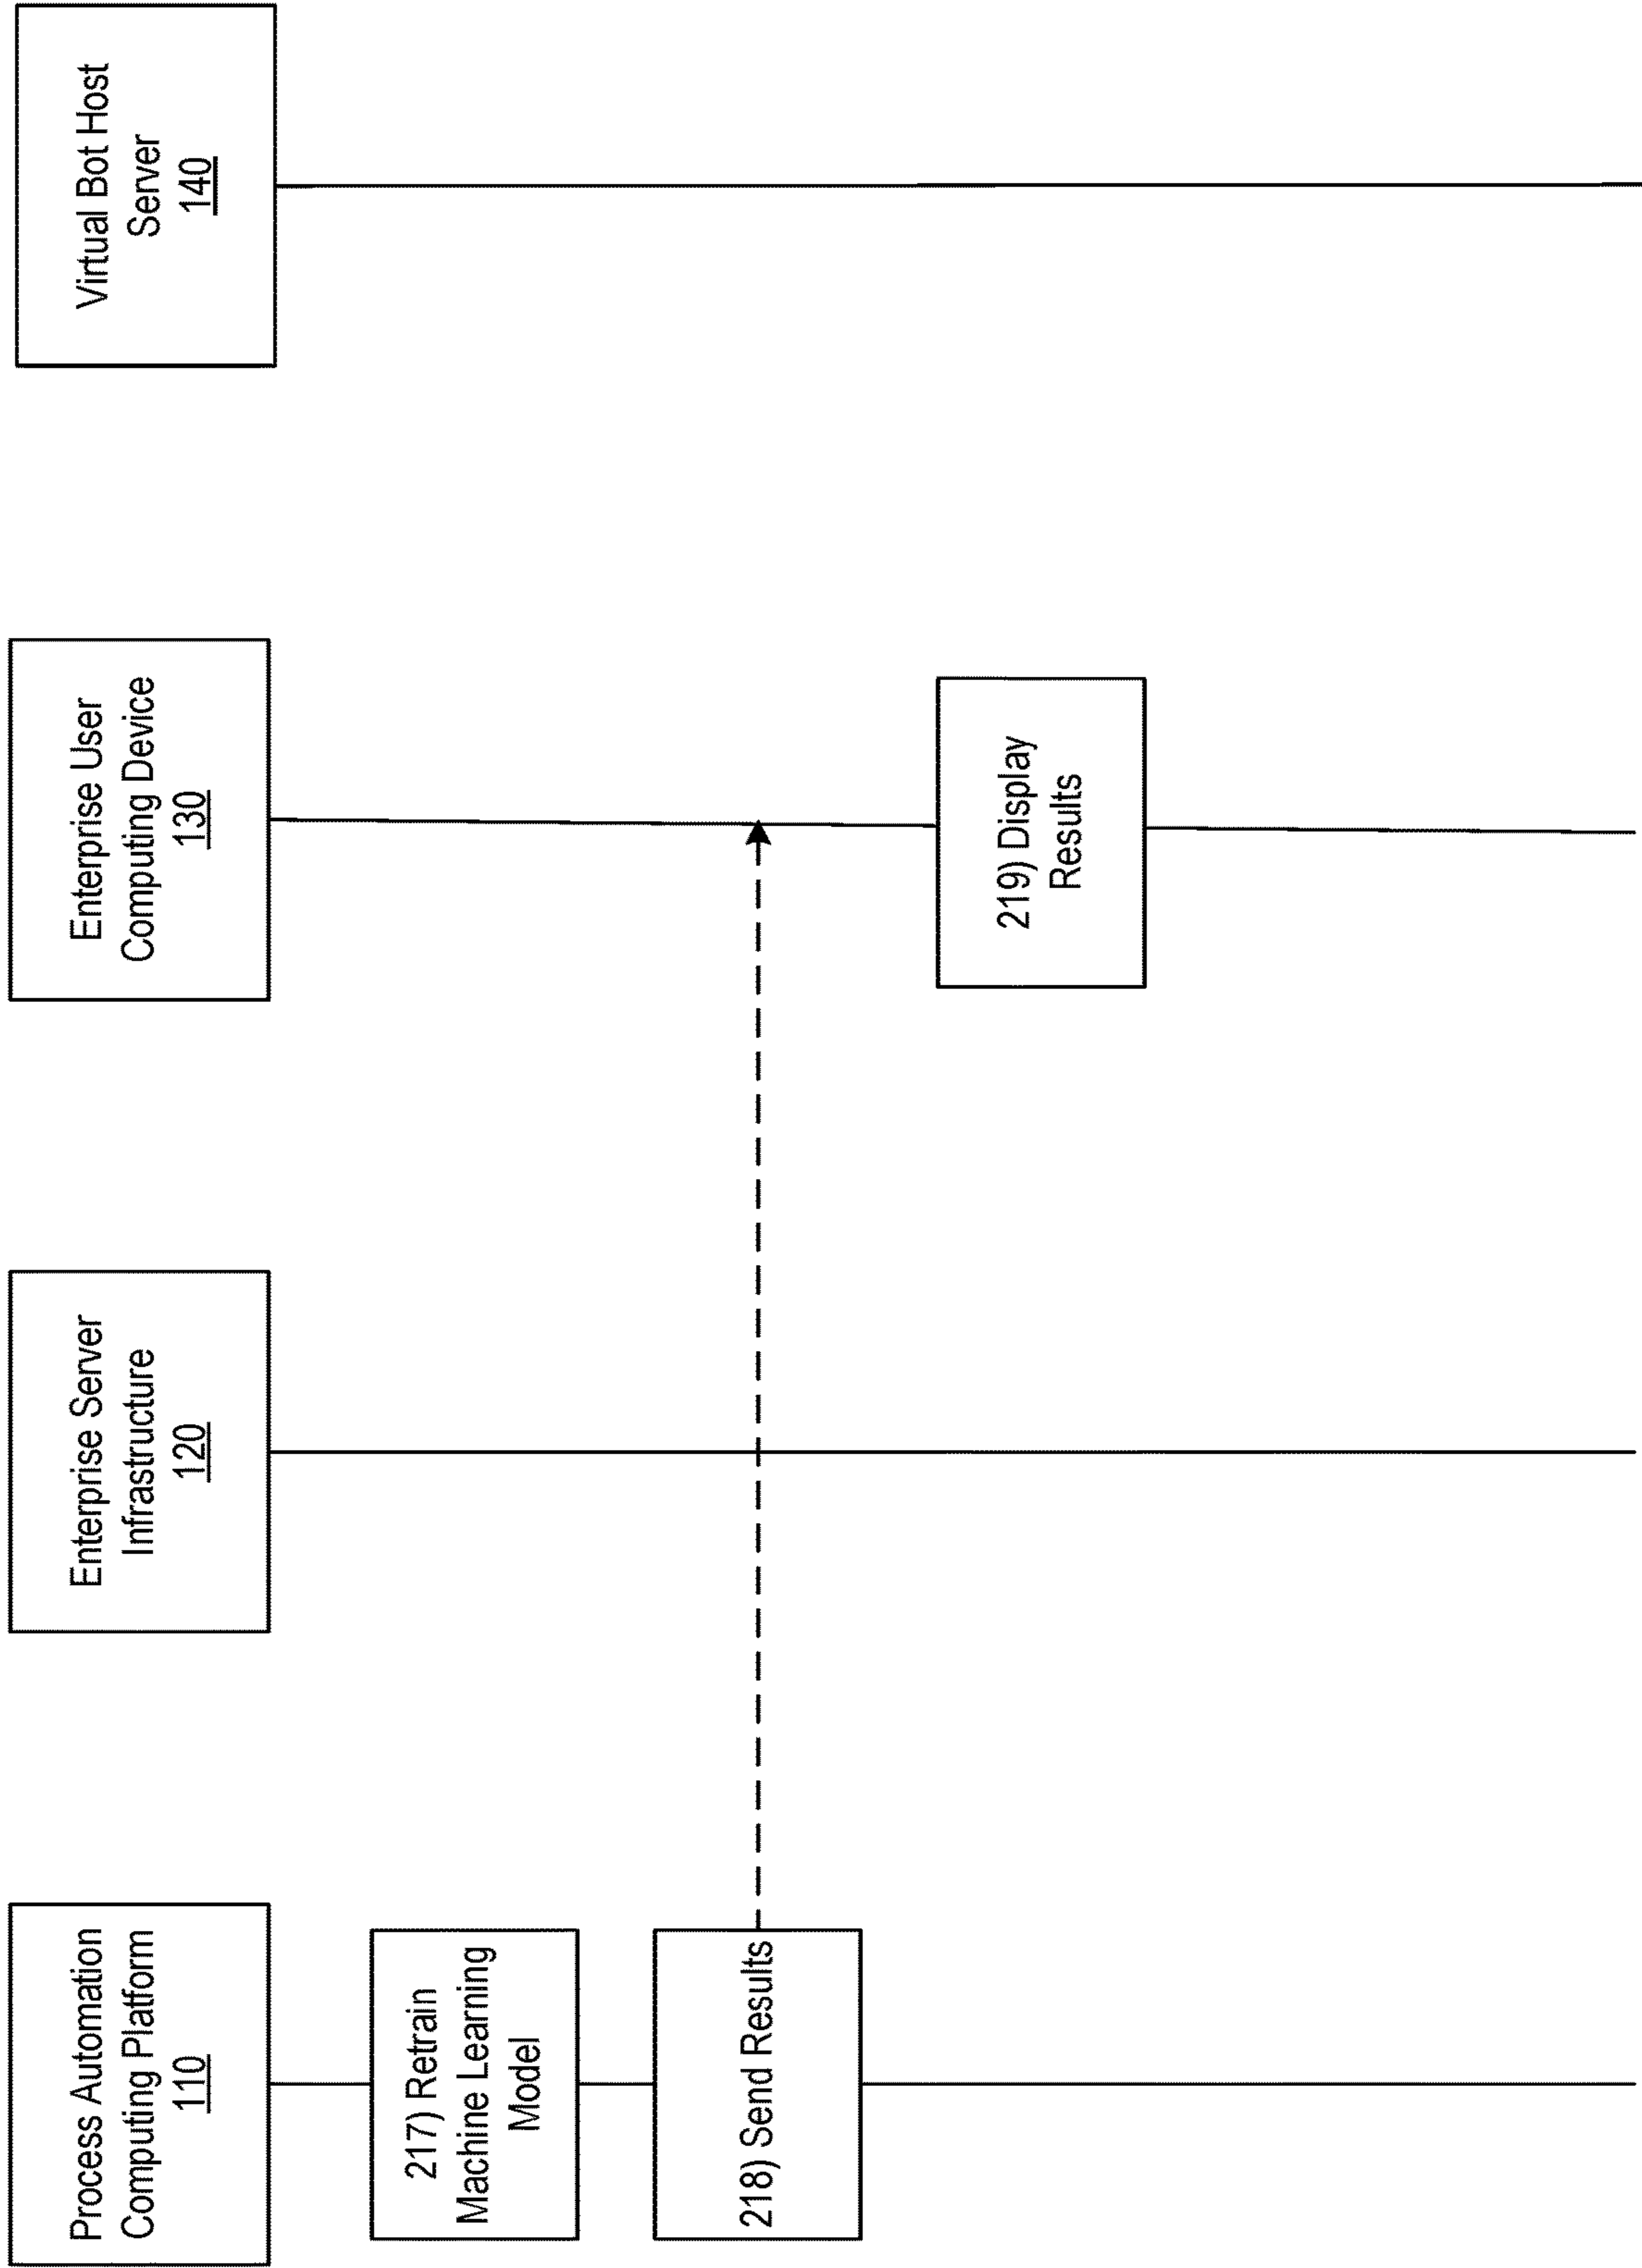 Process Automation
Computing Platform
110
Enterprise Server
Infrastructure
120
Enterprise User
Computing Device
130
Virtual Bot Host
Server
140
217) Retrain
Machine Learning
Model
218) Send Results
219) Display
Results